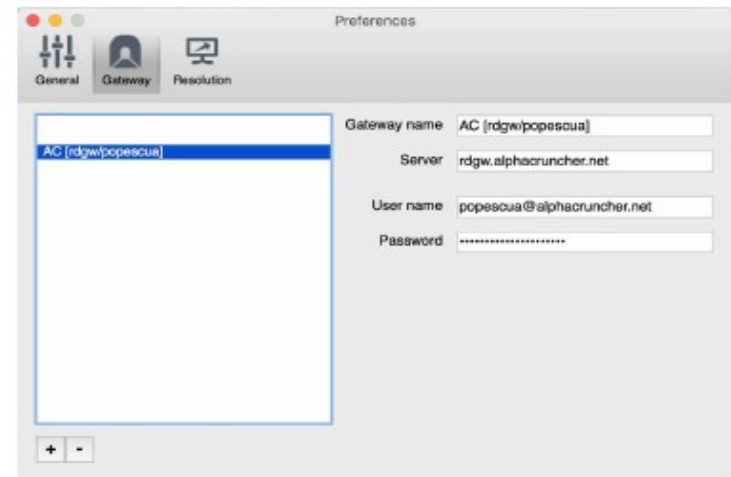 Preferences
General Gateway Resolution
AC [rdgw/popescua]
Gateway name AC [rdgw/popescua]
Server rdgw.alphacruncher.net
User name popescua@alphacruncher.net
Password •••••••••••••••••••••
+ -